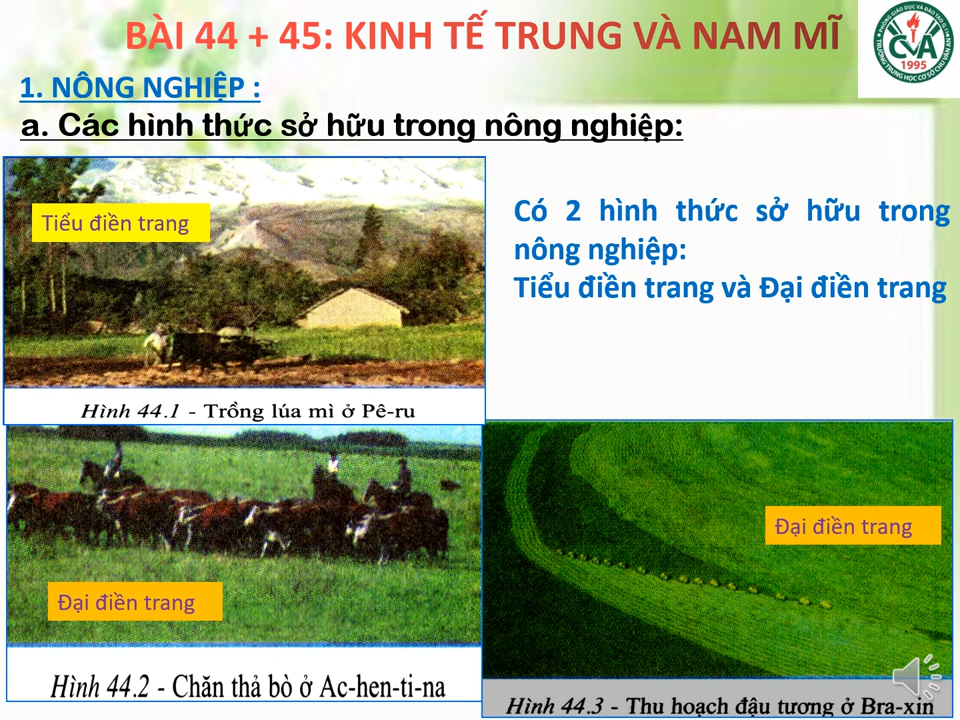 BÀI 44 + 45: KINH TẾ TRUNG VÀ NAM MĨ
CVA
1995
1. NÔNG NGHIỆP :
a. Các hình thức sở hữu trong nông nghiệp:
Tiểu điền trang
Có 2 hình thức sở hữu trong
nông nghiệp:
Tiểu điền trang và Đại điền trang
Hình 44.1 - Trồng lúa mì ở Pê-ru
Đại điền trang
Hình 44.2 - Chăn thả bò ở Ac-hen-ti-na
Đại điền trang
Hình 44.3 - Thu hoạch đậu tương ở Bra-xin